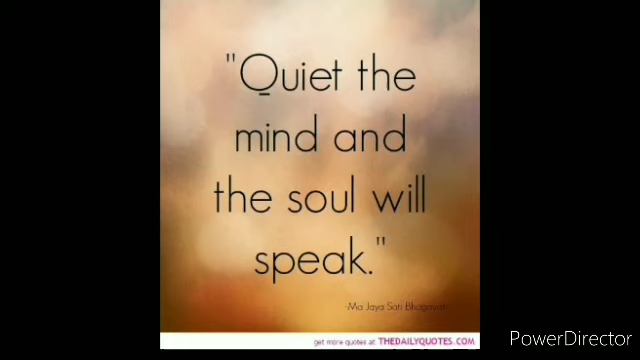 "Quiet the
mind and
the soul will
speak."
-Ma Jaya Sati Bhagavati
get more quotes at THEDAILYQUOTES.COM
PowerDirector